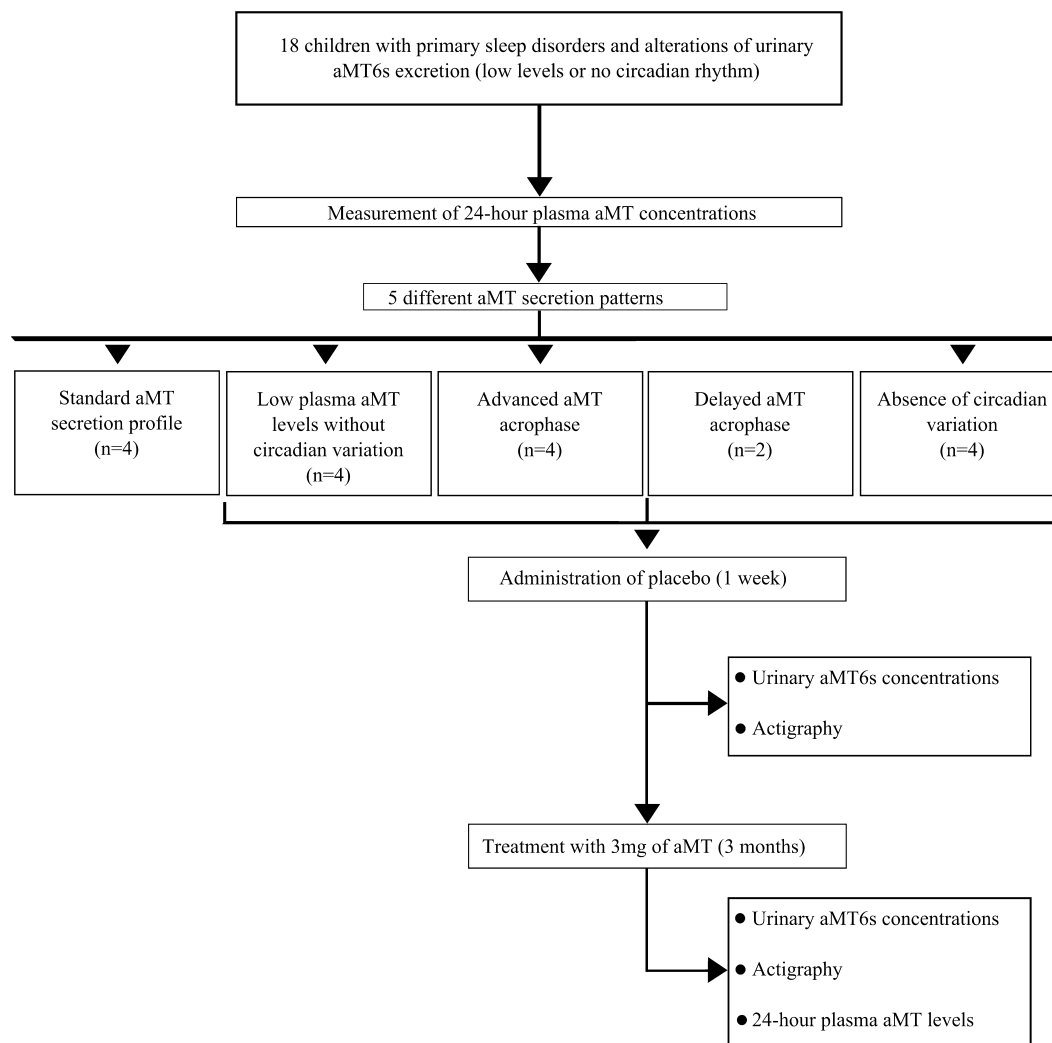 18 children with primary sleep disorders and alterations of urinary
aMT6s excretion (low levels or no circadian rhythm)
Measurement of 24-hour plasma aMT concentrations
5 different aMT secretion patterns
Standard aMT
secretion profile
(n=4)
Low plasma aMT
levels without
circadian variation
(n=4)
Advanced aMT
acrophase
(n=4)
Delayed aMT
acrophase
(n=2)
Absence of circadian
variation
(n=4)
Administration of placebo (1 week)
● Urinary aMT6s concentrations
● Actigraphy
Treatment with 3mg of aMT (3 months)
● Urinary aMT6s concentrations
● Actigraphy
● 24-hour plasma aMT levels